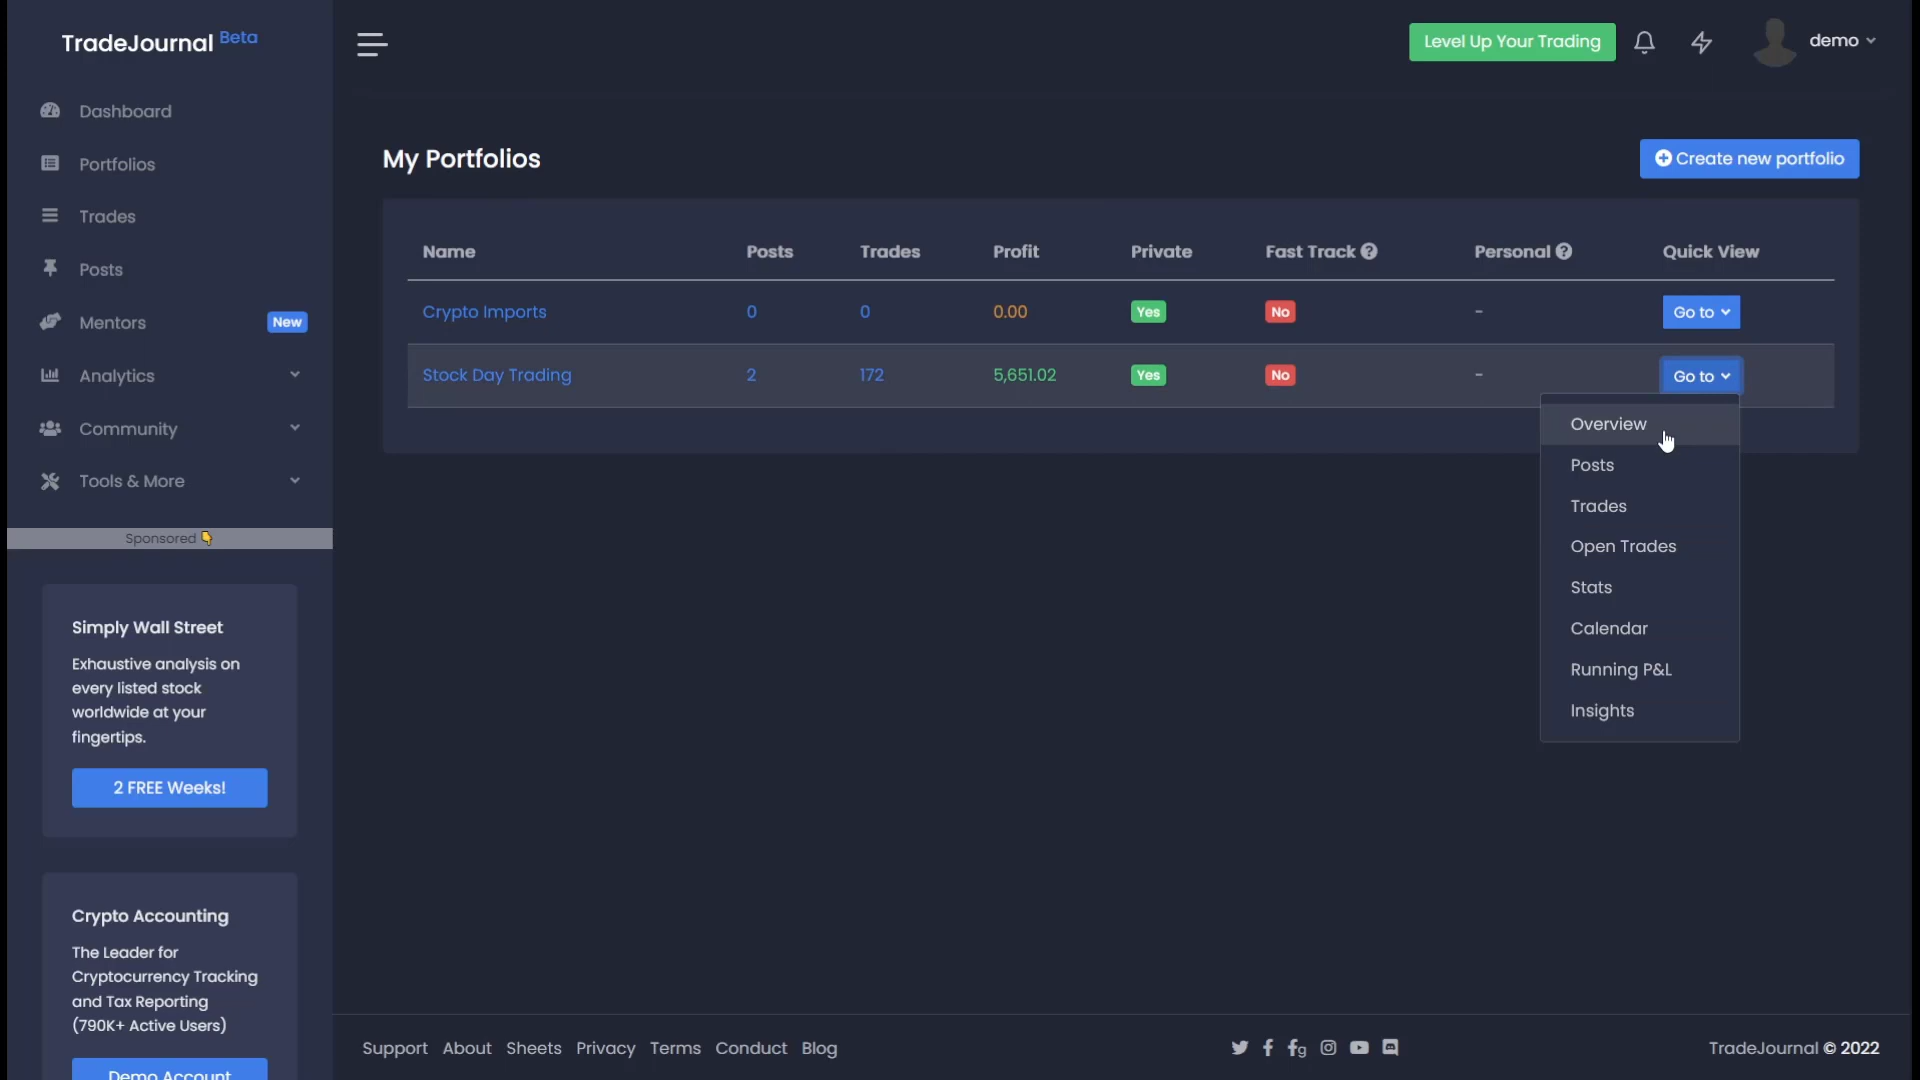 TradeJournal Beta
Level Up Your Trading
demo
Dashboard
Portfolios
Trades
Posts
Mentors New
Analytics
Community
Tools & More
Sponsored 👇
Simply Wall Street
Exhaustive analysis on
every listed stock
worldwide at your
fingertips.
2 FREE Weeks!
Crypto Accounting
The Leader for
Cryptocurrency Tracking
and Tax Reporting
(790K+ Active Users)
Demo Account
My Portfolios
Create new portfolio
Name Posts Trades Profit Private Fast Track Personal Quick View
Crypto Imports 0 0 0.00 Yes No - Go to
Stock Day Trading 2 172 5,651.02 Yes No - Go to
Overview
Posts
Trades
Open Trades
Stats
Calendar
Running P&L
Insights
Support About Sheets Privacy Terms Conduct Blog
TradeJournal © 2022